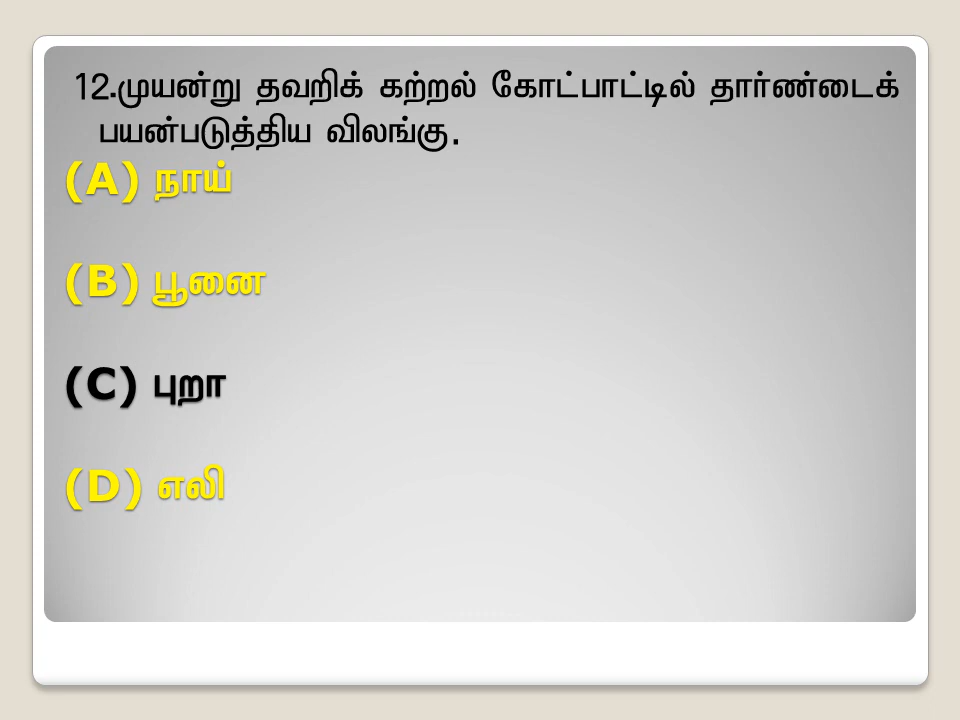 12.முயன்று தவறிக் கற்றல் கோட்பாட்டில் தார்ண்டைக்
பயன்படுத்திய விலங்கு.
(A) நாய்
(B) பூனை
(C) புறா
(D) எலி